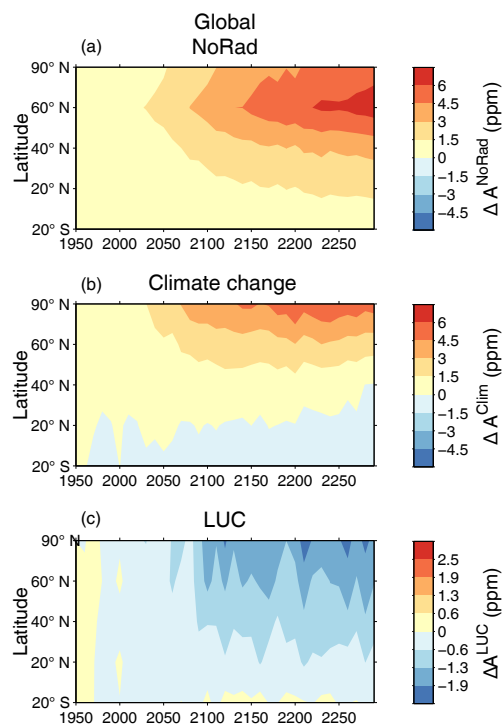 Global
NoRad
(a)
90° N
60° N
40° N
20° N
20° S
Latitude
1950 2000 2050 2100 2150 2200 2250
6
4.5
3
1.5
0
−1.5
−3
−4.5
Δ A^NoRad (ppm)
(b)
Climate change
90° N
60° N
40° N
20° N
20° S
Latitude
1950 2000 2050 2100 2150 2200 2250
6
4.5
3
1.5
0
−1.5
−3
−4.5
Δ A^Clim (ppm)
(c)
LUC
90° N
60° N
40° N
20° N
20° S
Latitude
1950 2000 2050 2100 2150 2200 2250
2.5
1.9
1.3
0.6
0
−0.6
−1.3
−1.9
ΔA^LUC (ppm)